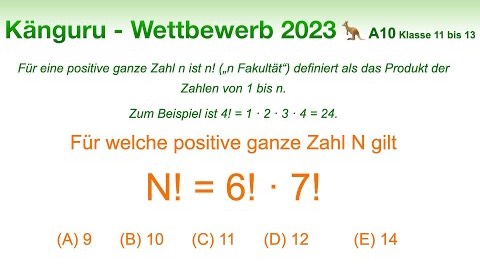 Känguru - Wettbewerb 2023 🦘 A10 Klasse 11 bis 13
Für eine positive ganze Zahl n ist n! („n Fakultät“) definiert als das Produkt der
Zahlen von 1 bis n.
Zum Beispiel ist 4! = 1 · 2 · 3 · 4 = 24.
Für welche positive ganze Zahl N gilt
N! = 6! · 7!
(A) 9 (B) 10 (C) 11 (D) 12 (E) 14